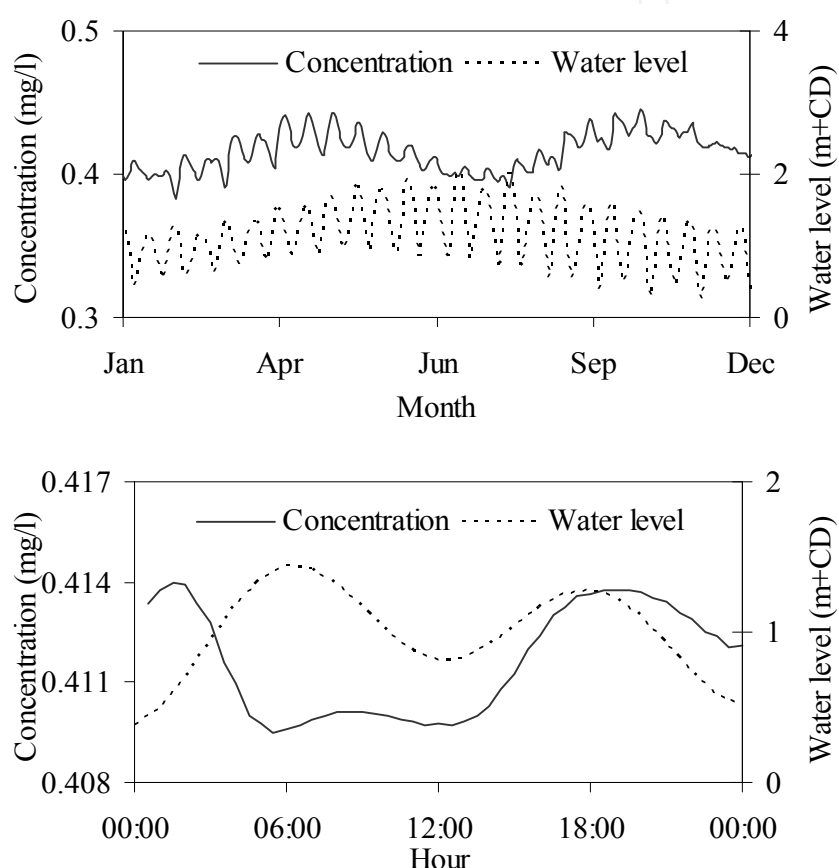 0.5
4
Concentration
Water level
0.4
2
0.3
0
Concentration (mg/l)
Water level (m+CD)
Jan
Apr
Jun
Sep
Dec
Month
0.417
2
Concentration
Water level
0.414
1
0.411
0.408
0
Concentration (mg/l)
Water level (m+CD)
00:00
06:00
12:00
18:00
00:00
Hour